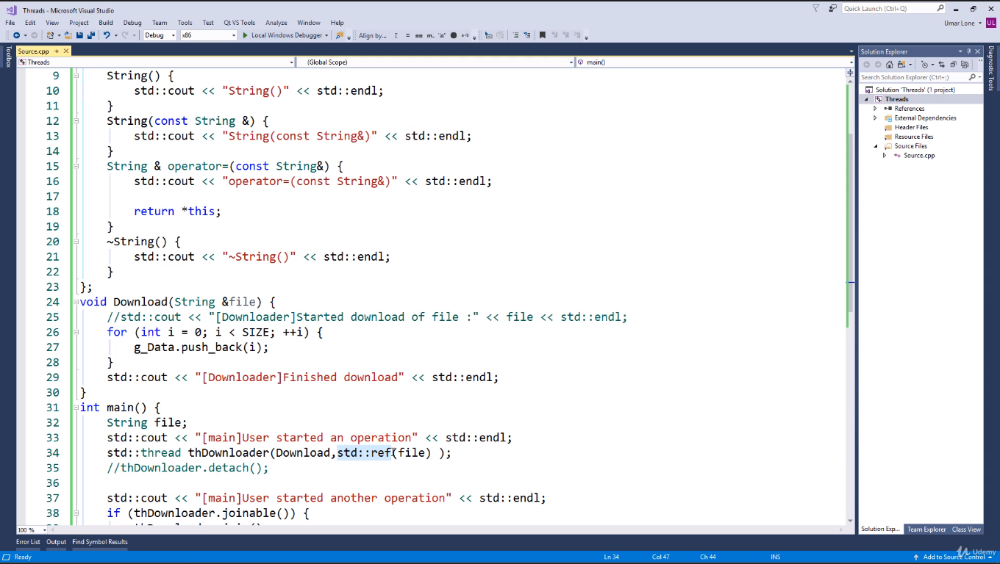 Threads - Microsoft Visual Studio
Quick Launch (Ctrl+Q)
File Edit View Project Build Debug Team Tools Test Qt VS Tools Analyze Window Help
Umar Lone UL
Debug x86 Local Windows Debugger Align by...
Toolbox
Source.cpp
Threads (Global Scope) main()
9 String() {
10 std::cout << "String()" << std::endl;
11 }
12 String(const String &) {
13 std::cout << "String(const String&)" << std::endl;
14 }
15 String & operator=(const String&) {
16 std::cout << "operator=(const String&)" << std::endl;
17
18 return *this;
19 }
20 ~String() {
21 std::cout << "~String()" << std::endl;
22 }
23 };
24 void Download(String &file) {
25 //std::cout << "[Downloader]Started download of file :" << file << std::endl;
26 for (int i = 0; i < SIZE; ++i) {
27 g_Data.push_back(i);
28 }
29 std::cout << "[Downloader]Finished download" << std::endl;
30 }
31 int main() {
32 String file;
33 std::cout << "[main]User started an operation" << std::endl;
34 std::thread thDownloader(Download,std::ref(file) );
35 //thDownloader.detach();
36
37 std::cout << "[main]User started another operation" << std::endl;
38 if (thDownloader.joinable()) {
100 %
Solution Explorer
Search Solution Explorer (Ctrl+;)
Solution 'Threads' (1 project)
Threads
References
External Dependencies
Header Files
Resource Files
Source Files
Source.cpp
Solution Exp... Team Explorer Class View
Diagnostic Tools
Error List Output Find Symbol Results
Ready Ln 34 Col 47 Ch 44 INS Add to Source Control
Udemy